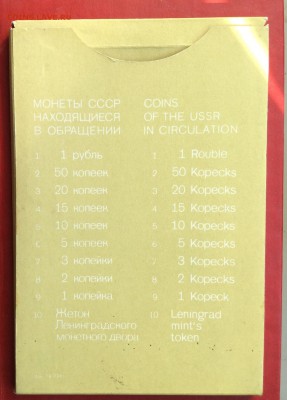 МОНЕТЫ СССР
НАХОДЯЩИЕСЯ
В ОБРАЩЕНИИ
1 1 рубль
2 50 копеек
3 20 копеек
4 15 копеек
5 10 копеек
6 5 копеек
7 3 копейки
8 2 копейки
9 1 копейка
10 Жетон
Ленинградского
монетного двора
COINS
OF THE USSR
IN CIRCULATION
1 1 Rouble
2 50 Kopecks
3 20 Kopecks
4 15 Kopecks
5 10 Kopecks
6 5 Kopecks
7 3 Kopecks
8 2 Kopecks
9 1 Kopeck
10 Leningrad
mint's
token